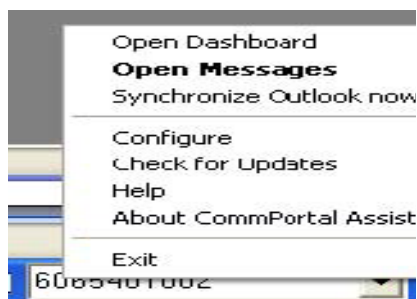 Open Dashboard
Open Messages
Synchronize Outlook now
Configure
Check for Updates
Help
About CommPortal Assist
Exit